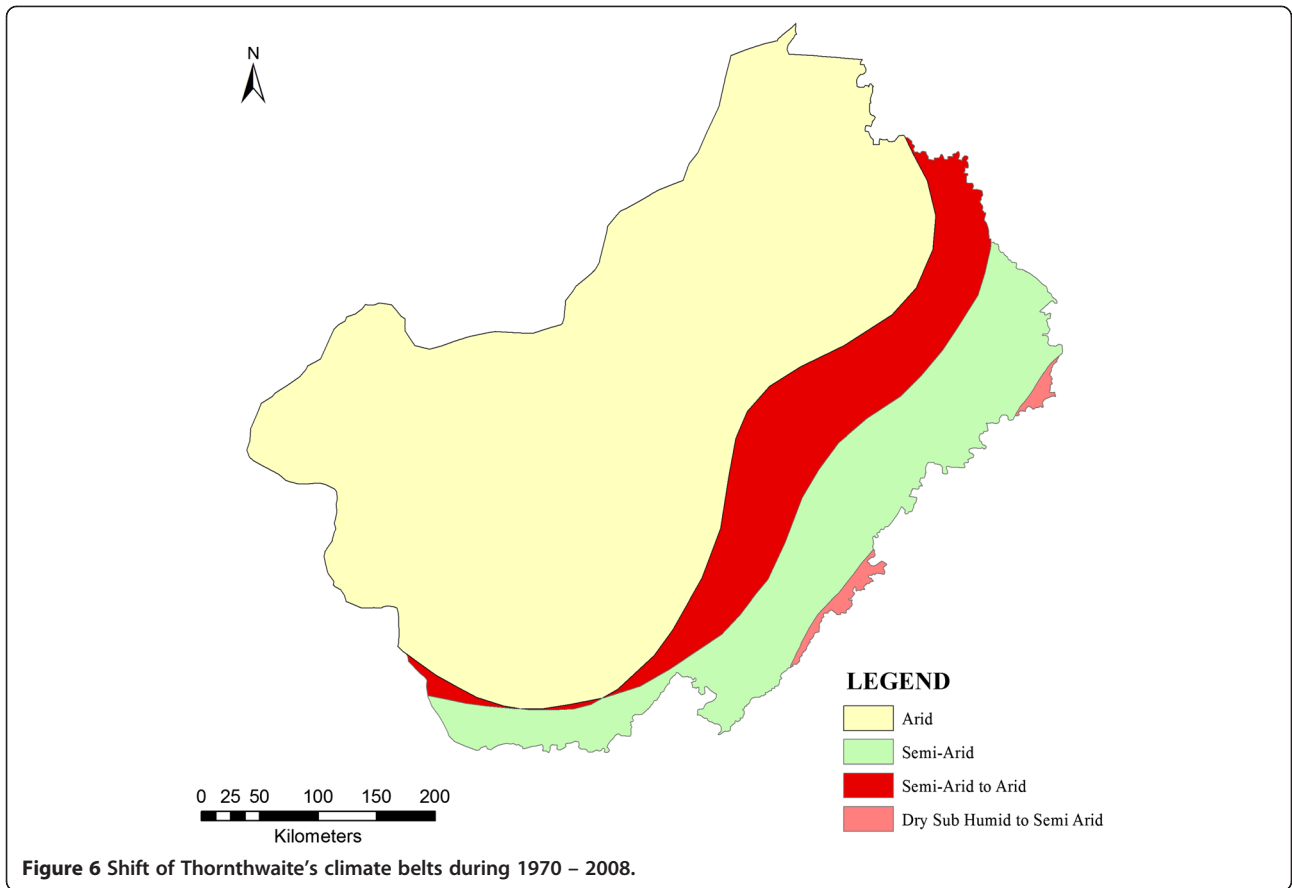 N
LEGEND
Arid
Semi-Arid
Semi-Arid to Arid
Dry Sub Humid to Semi Arid
0 25 50 100 150 200
Kilometers
Figure 6 Shift of Thornthwaite's climate belts during 1970 – 2008.